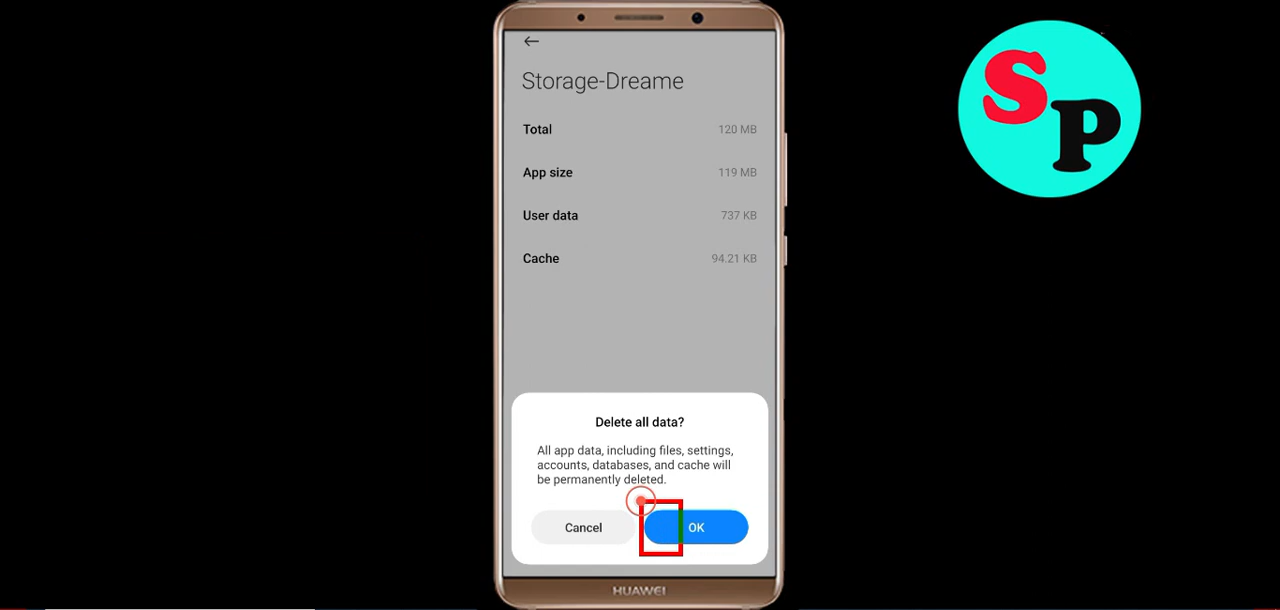 SP
Storage-Dreame
Total 120 MB
App size 119 MB
User data 737 KB
Cache 94.21 KB
Delete all data?
All app data, including files, settings,
accounts, databases, and cache will
be permanently deleted.
Cancel OK
HUAWEI